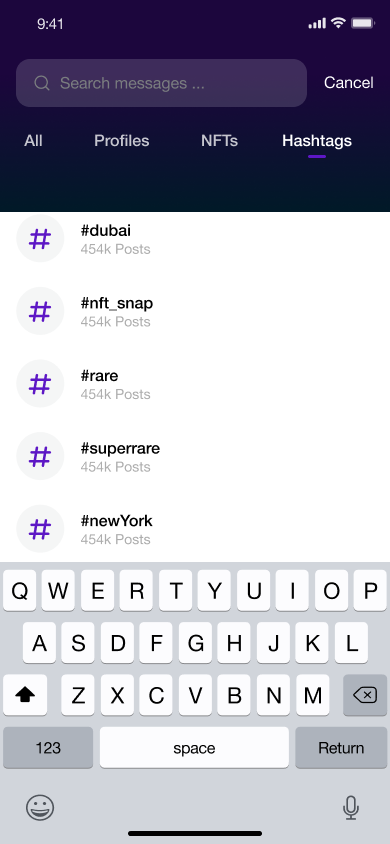 9:41
Search messages ...
Cancel
All Profiles NFTs Hashtags
#dubai
454k Posts
#nft_snap
454k Posts
#rare
454k Posts
#superrare
454k Posts
#newYork
454k Posts
Q W E R T Y U I O P
A S D F G H J K L
Z X C V B N M
123 space Return